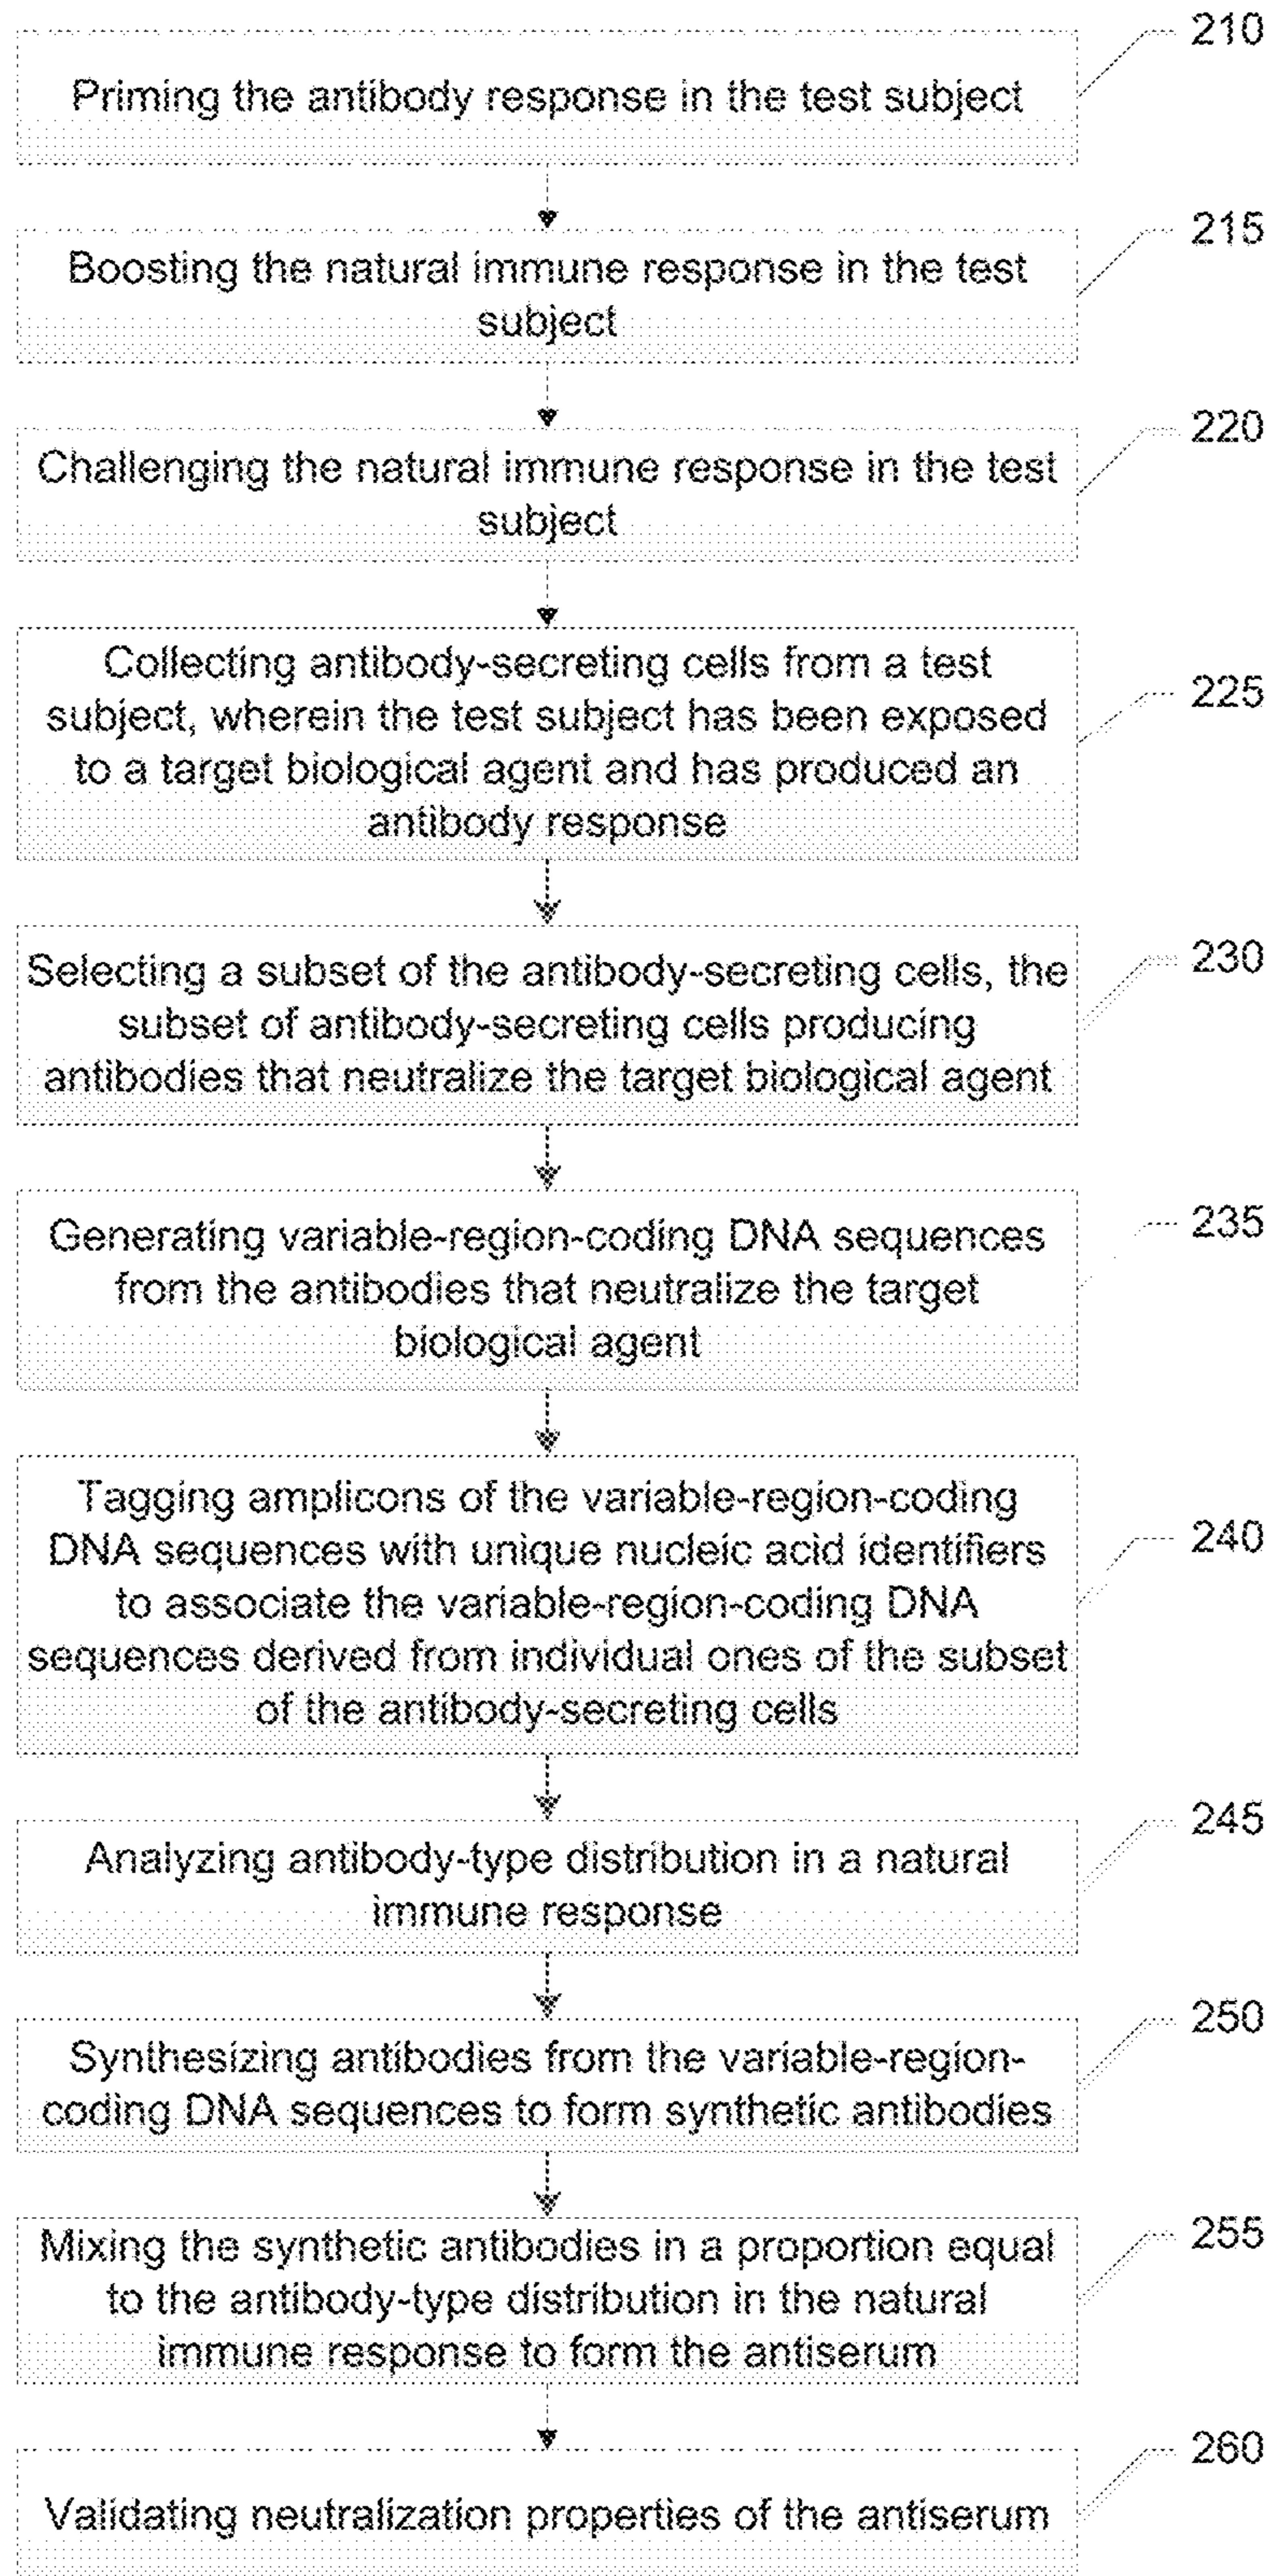 210
Priming the antibody response in the test subject
215
Boosting the natural immune response in the test
subject
220
Challenging the natural immune response in the test
subject
Collecting antibody-secreting cells from a test
subject, wherein the test subject has been exposed
to a target biological agent and has produced an
antibody response
225
Selecting a subset of the antibody-secreting cells, the
subset of antibody-secreting cells producing
antibodies that neutralize the target biological agent
230
Generating variable-region-coding DNA sequences
from the antibodies that neutralize the target
biological agent
235
Tagging amplicons of the variable-region-coding
DNA sequences with unique nucleic acid identifiers
to associate the variable-region-coding DNA
sequences derived from individual ones of the subset
of the antibody-secreting cells
240
Analyzing antibody-type distribution in a natural
immune response
245
Synthesizing antibodies from the variable-region-
coding DNA sequences to form synthetic antibodies
250
Mixing the synthetic antibodies in a proportion equal
to the antibody-type distribution in the natural
immune response to form the antiserum
255
Validating neutralization properties of the antiserum
260